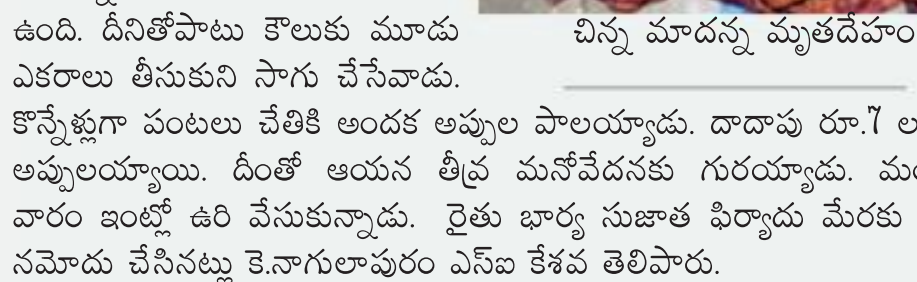 ఉంది. దీనితోపాటు కౌలుకు మూడు
ఎకరాలు తీసుకుని సాగు చేసేవాడు.
చిన్న మాదన్న మృతదేహం
కొన్నేళ్లుగా పంటలు చేతికి అందక అప్పుల పాలయ్యాడు. దాదాపు రూ.7 ల
అప్పులయ్యాయి. దీంతో ఆయన తీవ్ర మనోవేదనకు గురయ్యాడు.
వారం ఇంట్లో ఉరి వేసుకున్నాడు. రైతు భార్య సుజాత ఫిర్యాదు మేరకు
నమోదు చేసినట్లు కె.నాగులాపురం ఎస్ఐ కేశవ తెలిపారు.